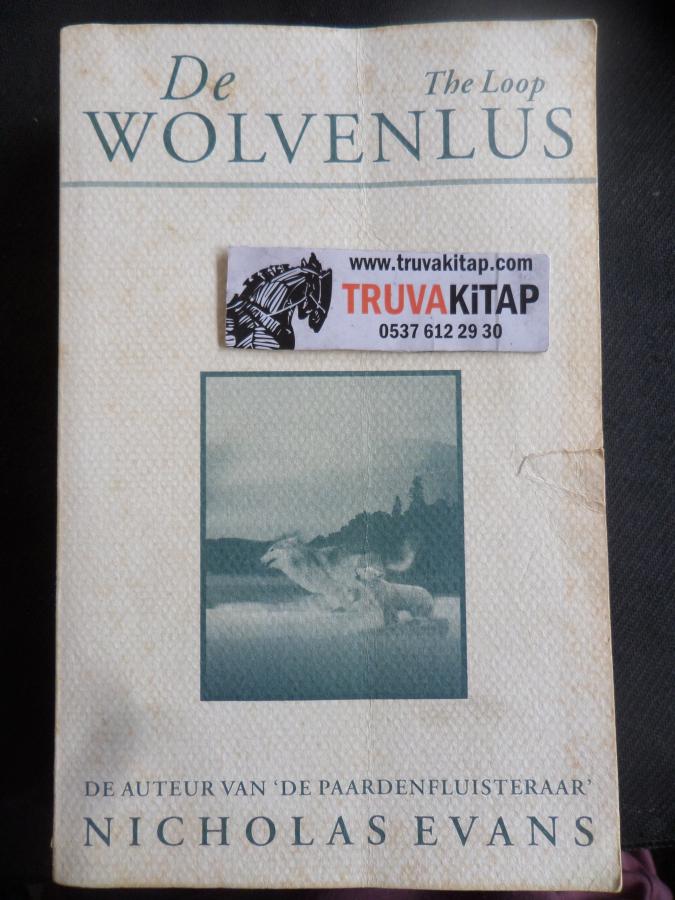 De
The Loop
WOLVENLUS
www.truvakitap.com
TRUVAKiTAP
0537 612 29 30
DE AUTEUR VAN ‘DE PAARDENFLUISTERAAR’
NICHOLAS EVANS